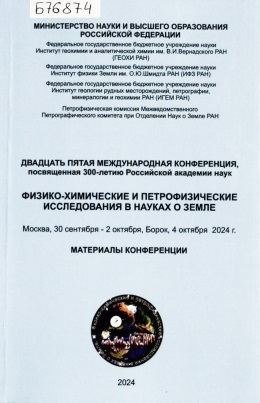 Б76874
МИНИСТЕРСТВО НАУКИ И ВЫСШЕГО ОБРАЗОВАНИЯ
РОССИЙСКОЙ ФЕДЕРАЦИИ
Федеральное государственное бюджетное учреждение науки
Институт геохимии и аналитической химии им. В.И.Вернадского РАН
(ГЕОХИ РАН)
Федеральное государственное бюджетное учреждение науки
Институт физики Земли им. О.Ю.Шмидта РАН (ИФЗ РАН)
Федеральное государственное бюджетное учреждение науки
Институт геологии рудных месторождений, петрографии,
минералогии и геохимии РАН (ИГЕМ РАН)
Петрофизическая комиссия Межведомственного
Петрографического комитета при Отделении Наук о Земле РАН
ДВАДЦАТЬ ПЯТАЯ МЕЖДУНАРОДНАЯ КОНФЕРЕНЦИЯ,
посвященная 300-летию Российской академии наук
ФИЗИКО-ХИМИЧЕСКИЕ И ПЕТРОФИЗИЧЕСКИЕ
ИССЛЕДОВАНИЯ В НАУКАХ О ЗЕМЛЕ
Москва, 30 сентября - 2 октября, Борок, 4 октября 2024 г.
МАТЕРИАЛЫ КОНФЕРЕНЦИИ
2024